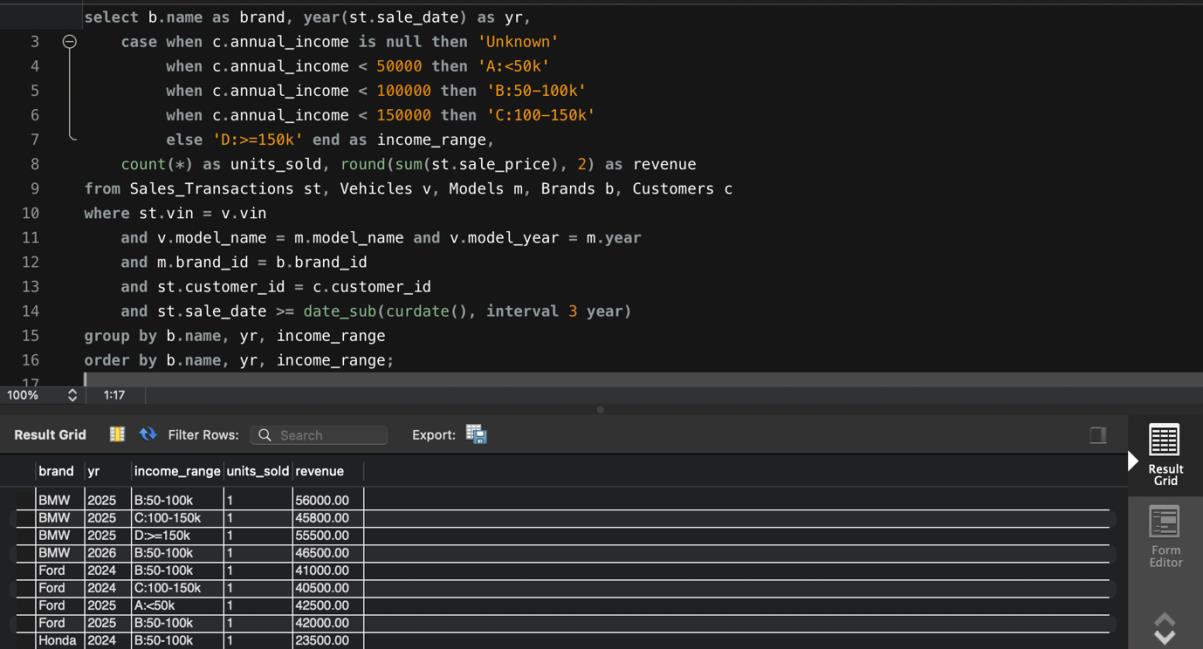 select b.name as brand, year(st.sale_date) as yr,
3 case when c.annual_income is null then 'Unknown'
4 when c.annual_income < 50000 then 'A:<50k'
5 when c.annual_income < 100000 then 'B:50-100k'
6 when c.annual_income < 150000 then 'C:100-150k'
7 else 'D:>=150k' end as income_range,
8 count(*) as units_sold, round(sum(st.sale_price), 2) as revenue
9 from Sales_Transactions st, Vehicles v, Models m, Brands b, Customers c
10 where st.vin = v.vin
11 and v.model_name = m.model_name and v.model_year = m.year
12 and m.brand_id = b.brand_id
13 and st.customer_id = c.customer_id
14 and st.sale_date >= date_sub(curdate(), interval 3 year)
15 group by b.name, yr, income_range
16 order by b.name, yr, income_range;
17
100% 1:17
Result Grid Filter Rows: Search Export:
brand yr income_range units_sold revenue
BMW 2025 B:50-100k 1 56000.00
BMW 2025 C:100-150k 1 45800.00
BMW 2025 D:>=150k 1 55500.00
BMW 2026 B:50-100k 1 46500.00
Ford 2024 B:50-100k 1 41000.00
Ford 2024 C:100-150k 1 40500.00
Ford 2025 A:<50k 1 42500.00
Ford 2025 B:50-100k 1 42000.00
Honda 2024 B:50-100k 1 23500.00
Result
Grid
Form
Editor